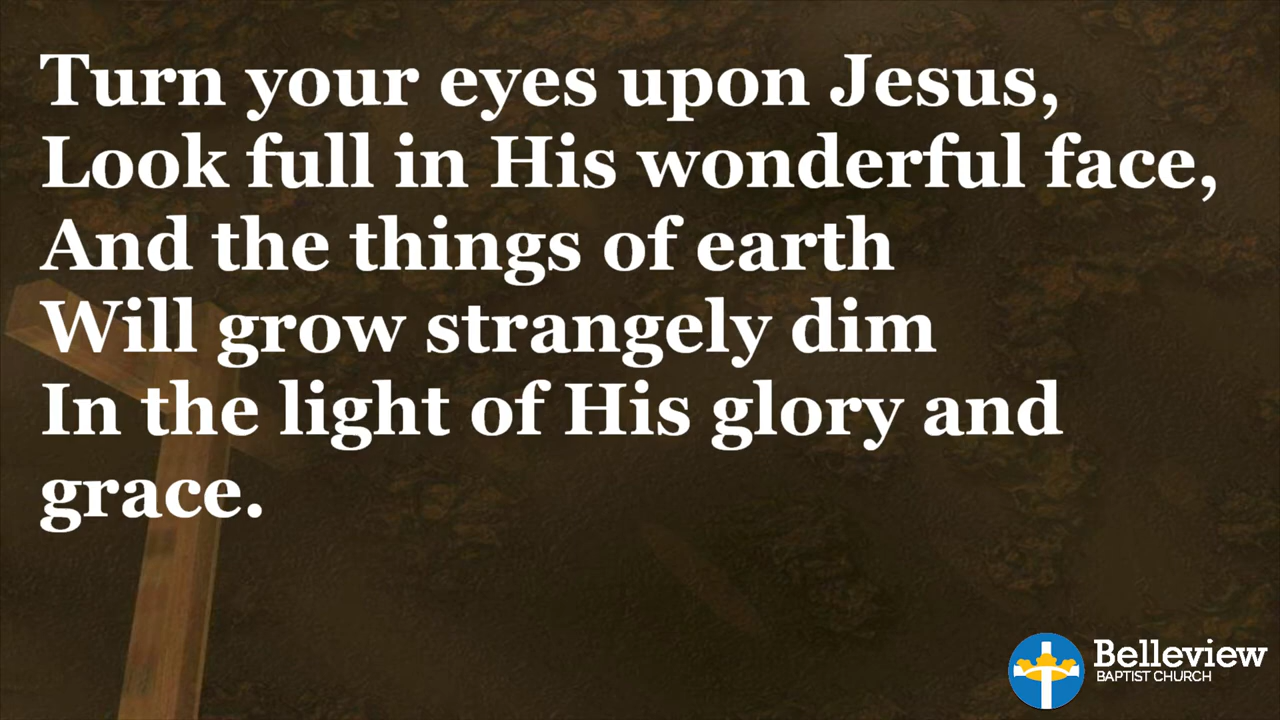 Turn your eyes upon Jesus,
Look full in His wonderful face,
And the things of earth
Will grow strangely dim
In the light of His glory and
grace.
Belleview
BAPTIST CHURCH